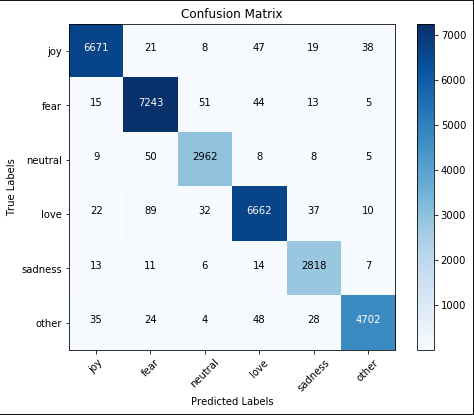 Confusion Matrix
joy 6671 21 8 47 19 38
fear 15 7243 51 44 13 5
neutral 9 50 2962 8 8 5
love 22 89 32 6662 37 10
sadness 13 11 6 14 2818 7
other 35 24 4 48 28 4702
joy fear neutral love sadness other
True Labels
Predicted Labels
7000
6000
5000
4000
3000
2000
1000